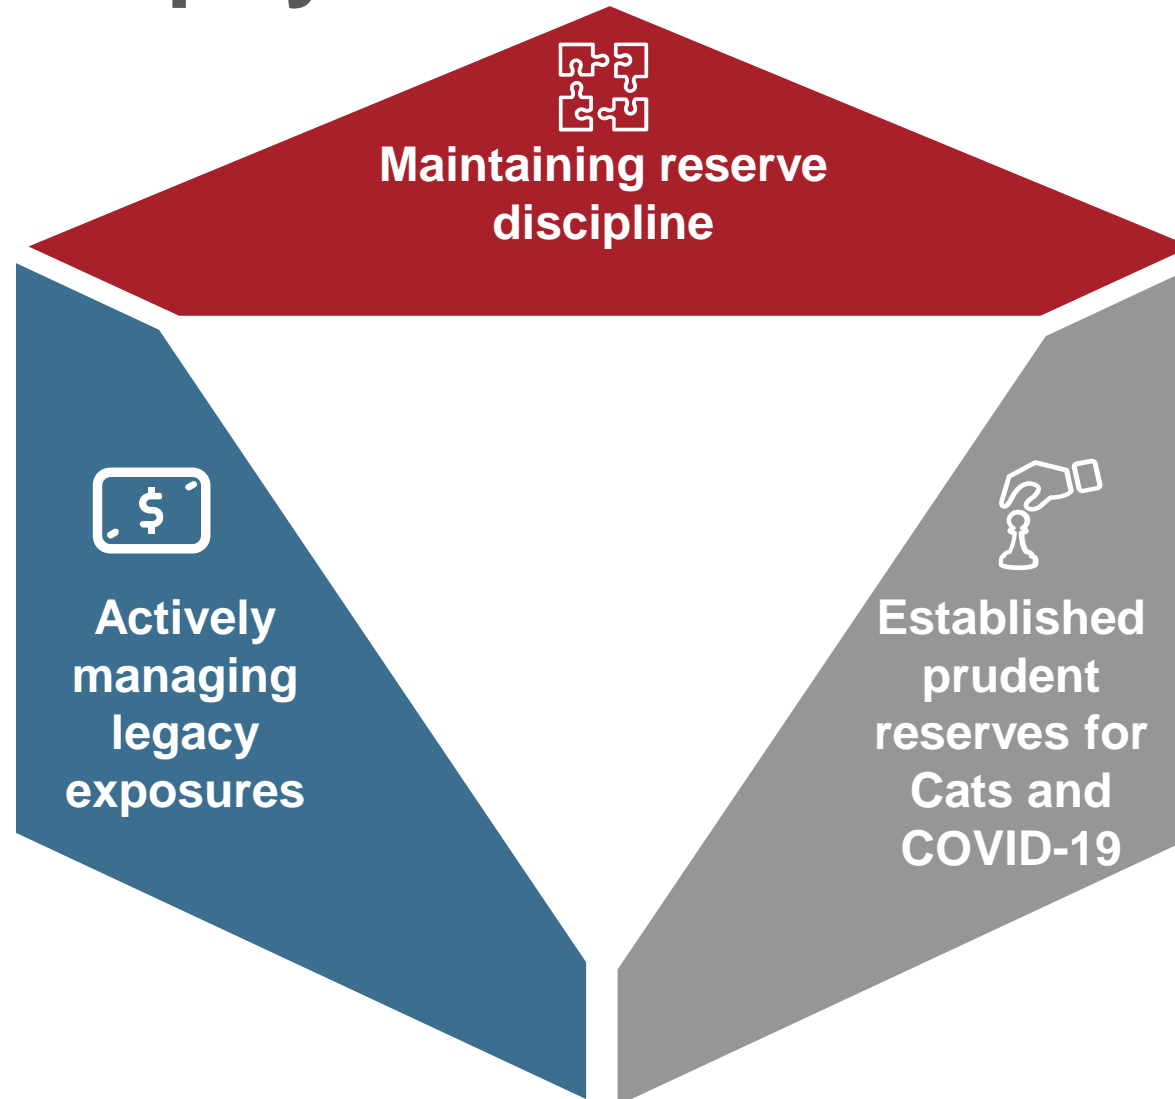 Maintaining reserve
discipline
$
Actively
managing
legacy
exposures
Established
prudent
reserves for
Cats and
COVID-19